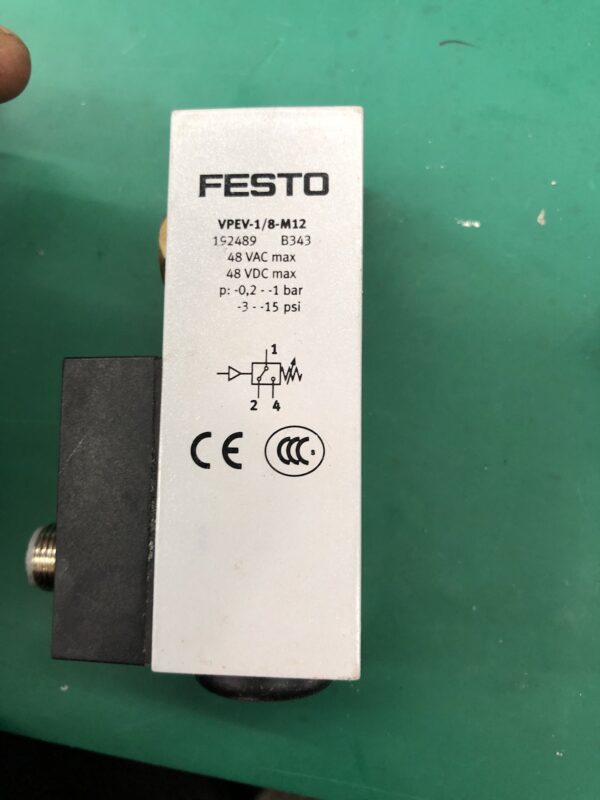 FESTO
VPEV-1/8-M12
192489 B343
48 VAC max
48 VDC max
p: -0,2 - -1 bar
-3 - -15 psi
1
2 4
CE
CCC
S